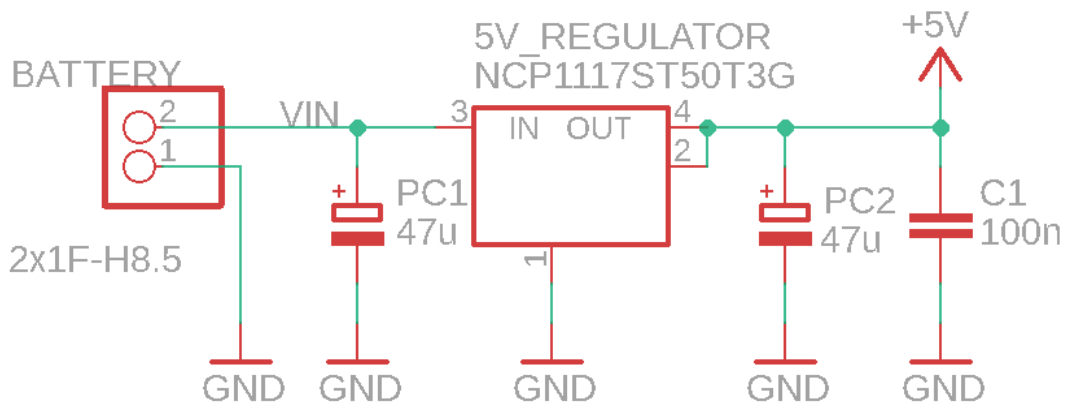 +5V
5V_REGULATOR
NCP1117ST50T3G
BATTERY
2
VIN
3
IN OUT
4
1
2
+
PC1
47u
+
PC2
47u
C1
100n
2x1F-H8.5
1
GND
GND
GND
GND
GND